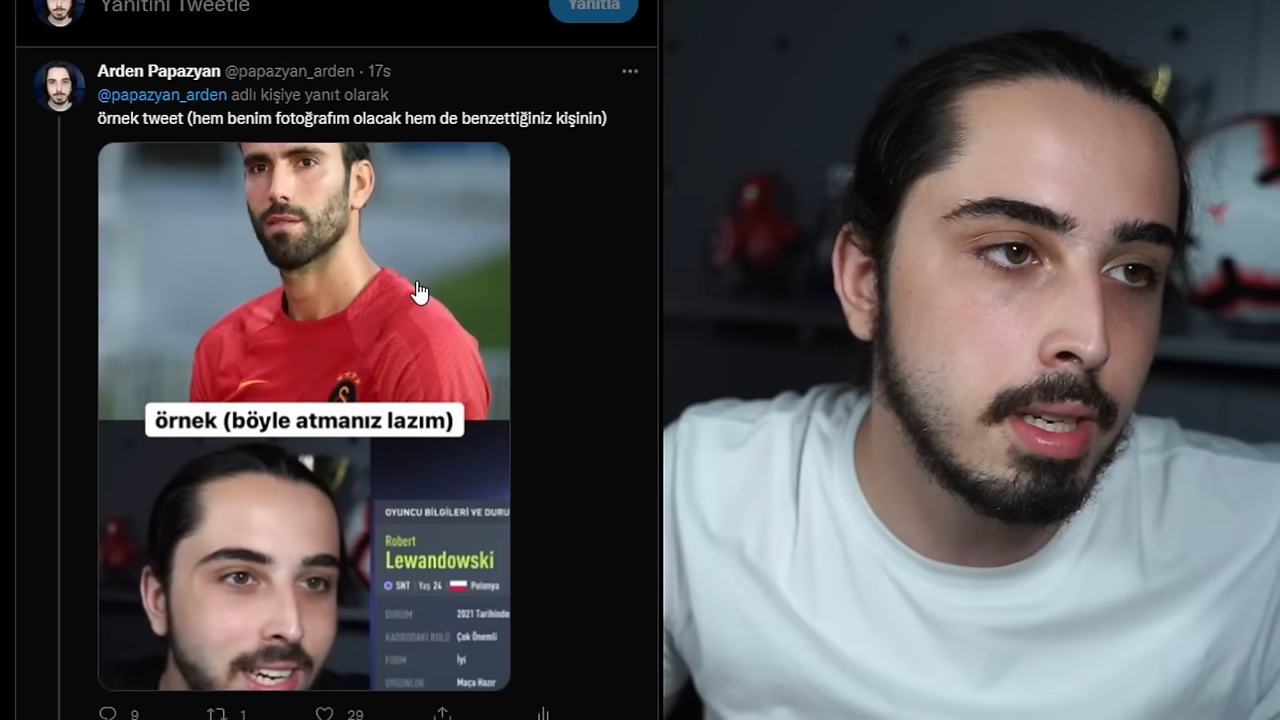 Yanıtını Tweetle
Yanıtla
Arden Papazyan @papazyan_arden · 17s
@papazyan_arden adlı kişiye yanıt olarak
örnek tweet (hem benim fotoğrafım olacak hem de benzettiğiniz kişinin)
örnek (böyle atmanız lazım)
OYUNCU BİLGİLERİ VE DURU
Robert
Lewandowski
SNT Yaş 24 Polonya
DURUM 2021 Tarihinde
KADRODAKİ ROLÜ Çok Önemli
FORM İyi
UYGUNLUK Maça Hazır
9 1 29